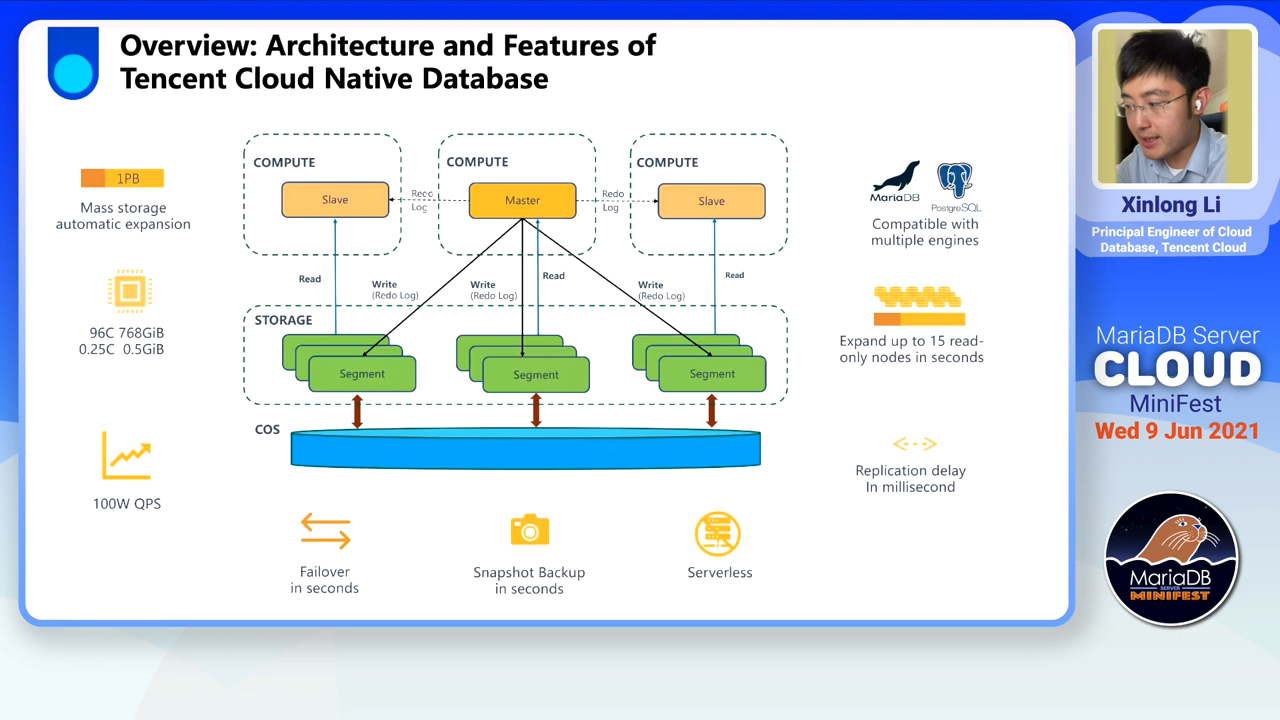 Overview: Architecture and Features of
Tencent Cloud Native Database
1PB
Mass storage
automatic expansion
96C 768GiB
0.25C 0.5GiB
100W QPS
COMPUTE
Slave
Redo
Log
COMPUTE
Master
Redo
Log
COMPUTE
Slave
Read
Write
(Redo Log)
Write
(Redo Log)
Read
Write
(Redo Log)
Read
STORAGE
Segment
Segment
Segment
COS
Failover
in seconds
Snapshot Backup
in seconds
Serverless
MariaDB
PostgreSQL
Compatible with
multiple engines
Expand up to 15 read-
only nodes in seconds
Replication delay
In millisecond
Xinlong Li
Principal Engineer of Cloud
Database, Tencent Cloud
MariaDB Server
CLOUD
MiniFest
Wed 9 Jun 2021
MariaDB
SERVER
MINIFEST